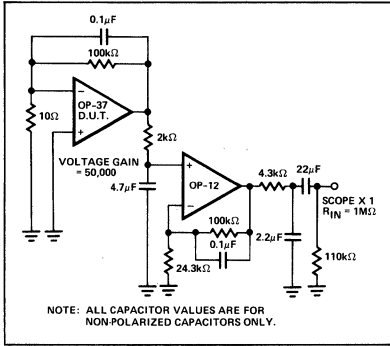 0.1µF
100kΩ
10Ω
−
+
OP-37
D.U.T.
2kΩ
VOLTAGE GAIN
= 50,000
4.7µF
+
−
OP-12
4.3kΩ
22µF
SCOPE X 1
RIN = 1MΩ
100kΩ
0.1µF
2.2µF
24.3kΩ
110kΩ
NOTE: ALL CAPACITOR VALUES ARE FOR
NON-POLARIZED CAPACITORS ONLY.